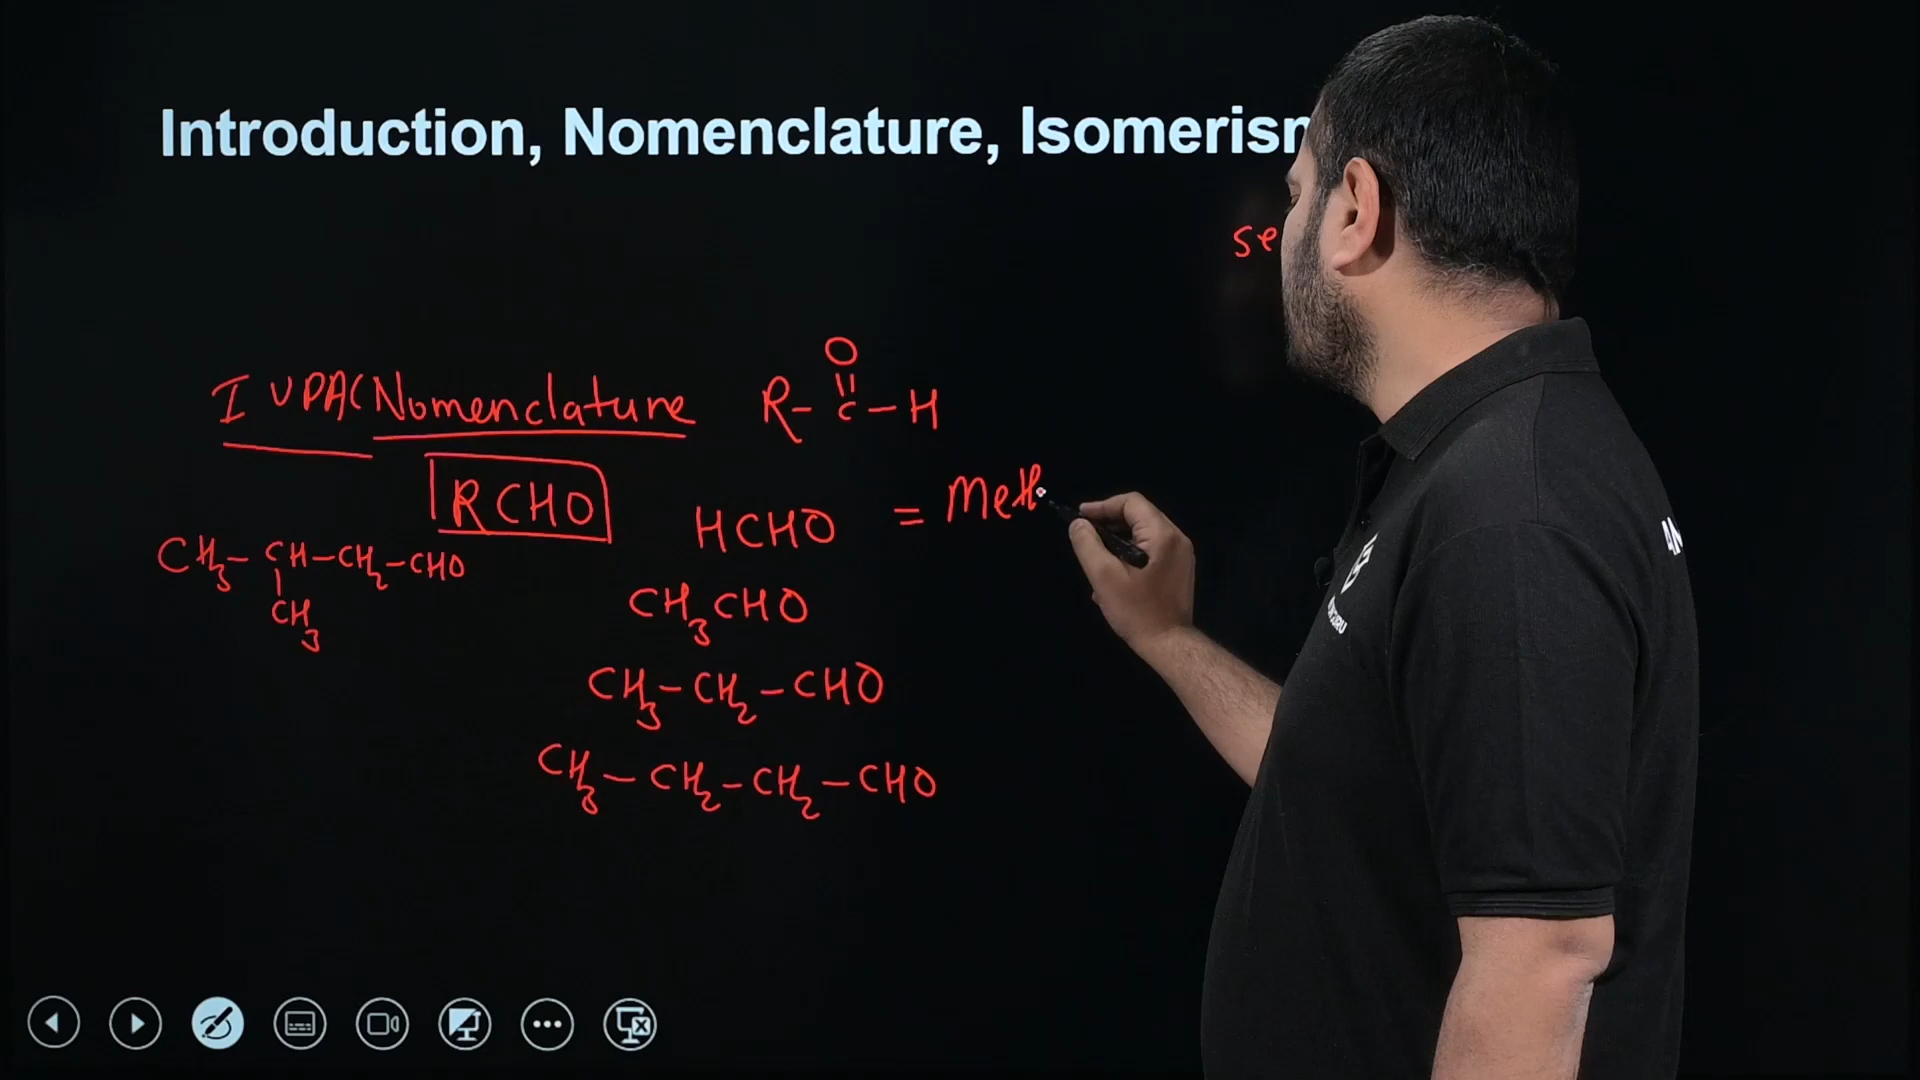 Introduction, Nomenclature, Isomerism
se
O
||
IUPAC Nomenclature R-C-H
RCHO
HCHO = Meth
CH3-CH-CH2-CHO
|
CH3
CH3CHO
CH3-CH2-CHO
CH3-CH2-CH2-CHO